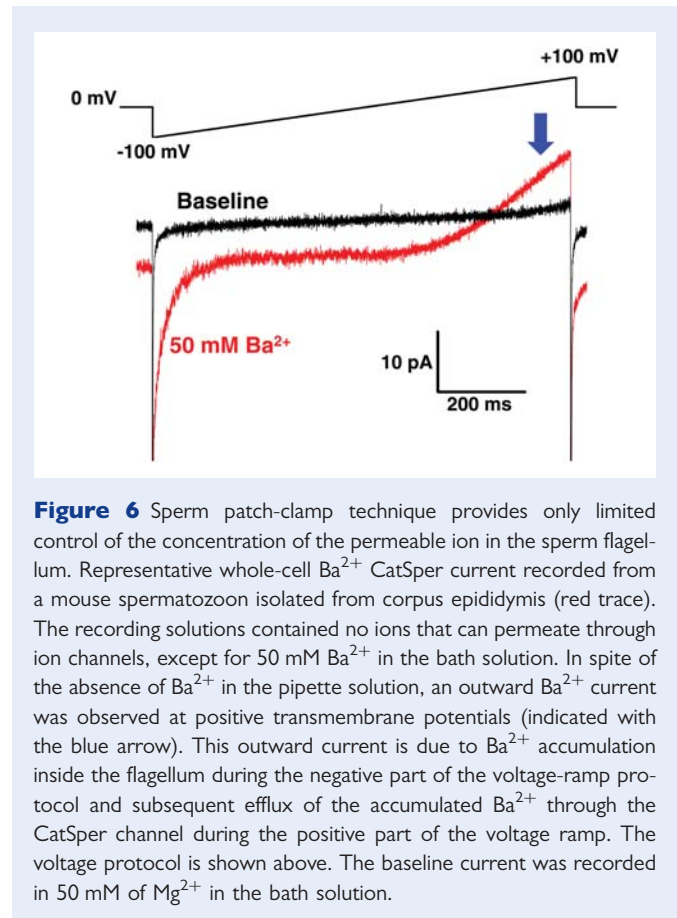 +100 mV
0 mV
-100 mV
Baseline
50 mM Ba²⁺
10 pA
200 ms
Figure 6 Sperm patch-clamp technique provides only limited
control of the concentration of the permeable ion in the sperm flagel-
lum. Representative whole-cell Ba²⁺ CatSper current recorded from
a mouse spermatozoon isolated from corpus epididymis (red trace).
The recording solutions contained no ions that can permeate through
ion channels, except for 50 mM Ba²⁺ in the bath solution. In spite of
the absence of Ba²⁺ in the pipette solution, an outward Ba²⁺ current
was observed at positive transmembrane potentials (indicated with
the blue arrow). This outward current is due to Ba²⁺ accumulation
inside the flagellum during the negative part of the voltage-ramp pro-
tocol and subsequent efflux of the accumulated Ba²⁺ through the
CatSper channel during the positive part of the voltage ramp. The
voltage protocol is shown above. The baseline current was recorded
in 50 mM of Mg²⁺ in the bath solution.